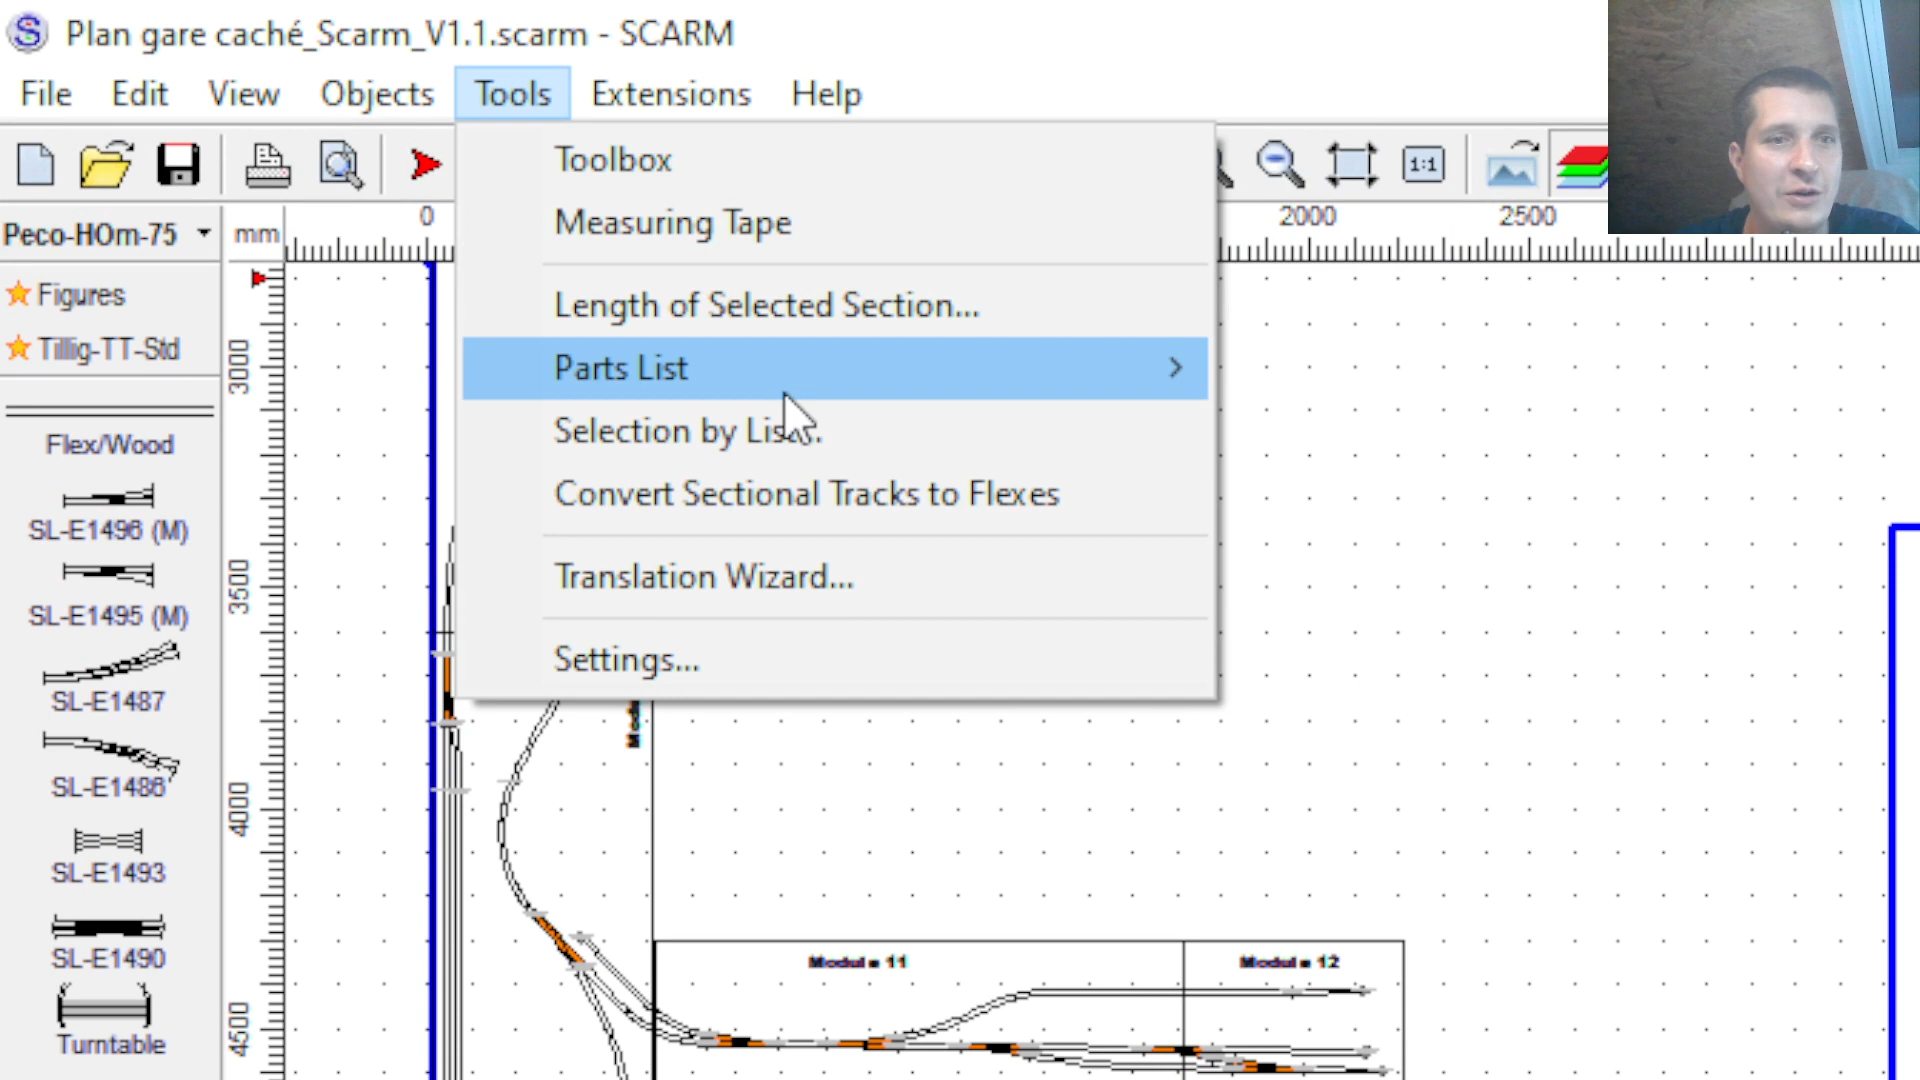 Plan gare caché_Scarm_V1.1.scarm - SCARM
File Edit View Objects Tools Extensions Help
Toolbox
Measuring Tape
Length of Selected Section...
Parts List
Selection by
Convert Sectional Tracks to Flexes
Translation Wizard...
Settings...
1:1
Peco-H0m-75
mm
0
2000
2500
Figures
Tillig-TT-Std
Flex/Wood
SL-E1496 (M)
SL-E1495 (M)
SL-E1487
SL-E1486
SL-E1493
SL-E1490
Turntable
3000
3500
4000
4500
Module 11
Module 12